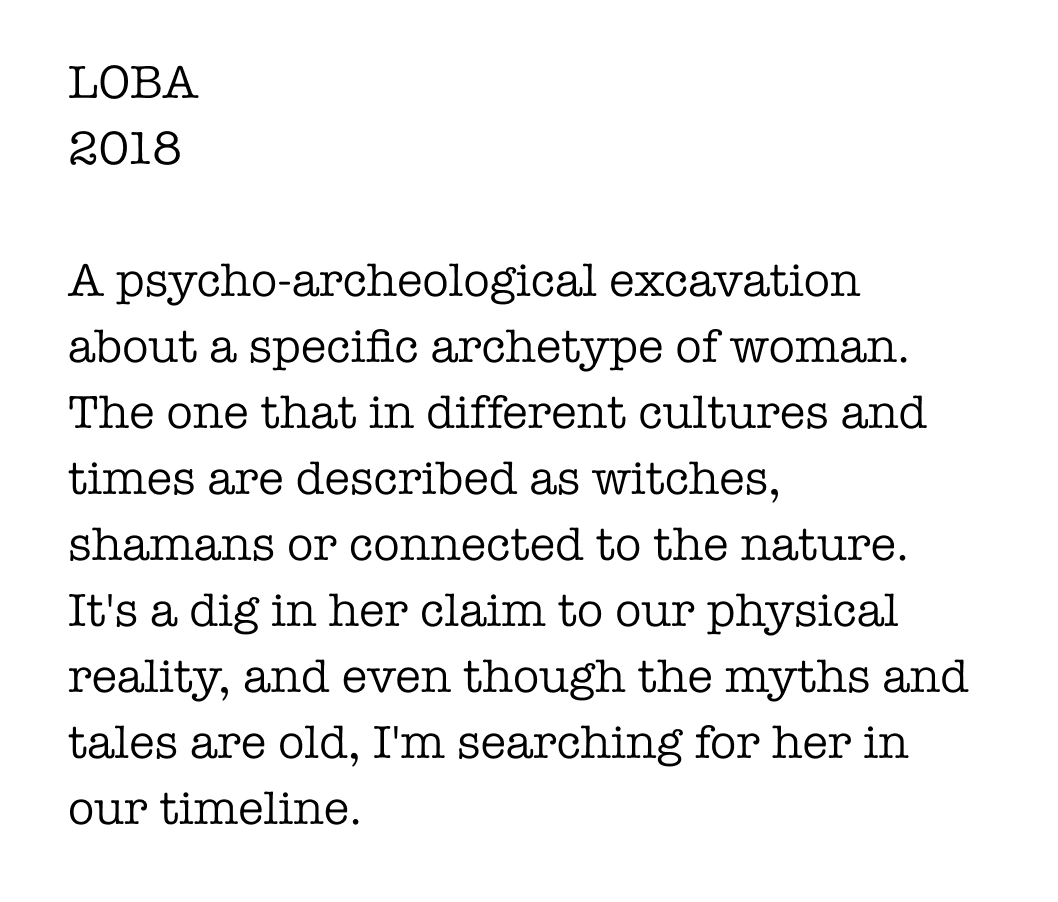 LOBA
2018
A psycho-archeological excavation
about a specific archetype of woman.
The one that in different cultures and
times are described as witches,
shamans or connected to the nature.
It's a dig in her claim to our physical
reality, and even though the myths and
tales are old, I'm searching for her in
our timeline.